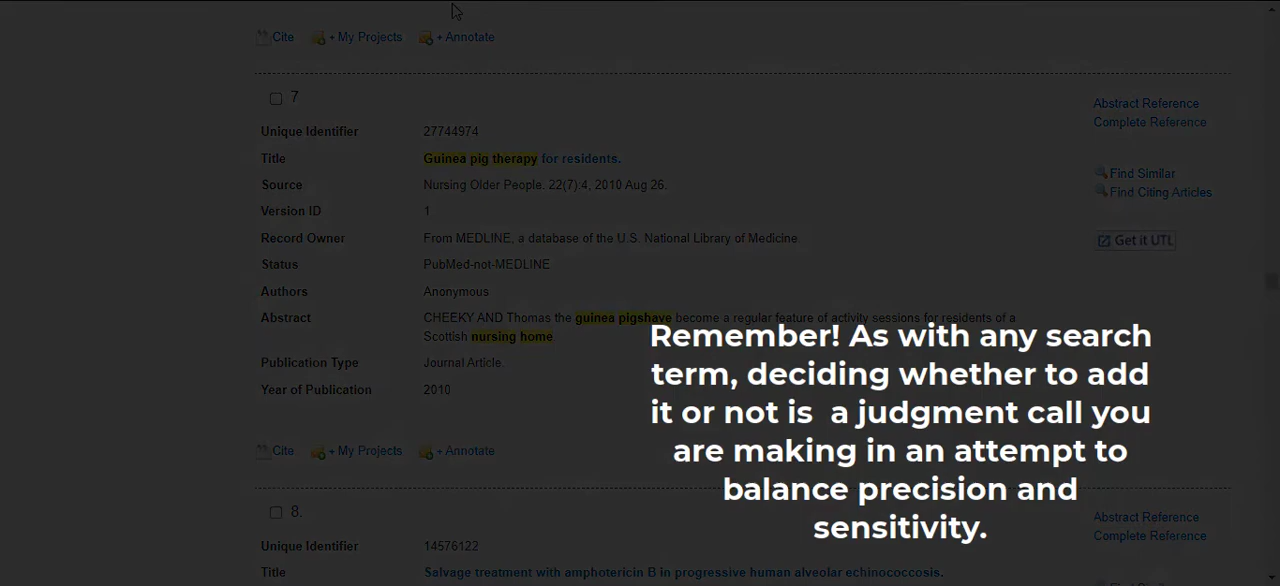 Cite + My Projects + Annotate
7
Abstract Reference
Complete Reference
Unique Identifier 27744974
Title Guinea pig therapy for residents.
Find Similar
Source Nursing Older People. 22(7):4, 2010 Aug 26.
Find Citing Articles
Version ID 1
Record Owner From MEDLINE, a database of the U.S. National Library of Medicine.
Get it UTL
Status PubMed-not-MEDLINE
Authors Anonymous
Abstract CHEEKY AND Thomas the guinea pigshave become a regular feature of activity sessions for residents of a
Scottish nursing home.
Publication Type Journal Article.
Year of Publication 2010
Remember! As with any search
term, deciding whether to add
it or not is a judgment call you
are making in an attempt to
balance precision and
sensitivity.
Cite + My Projects + Annotate
8.
Abstract Reference
Complete Reference
Unique Identifier 14576122
Title Salvage treatment with amphotericin B in progressive human alveolar echinococcosis.